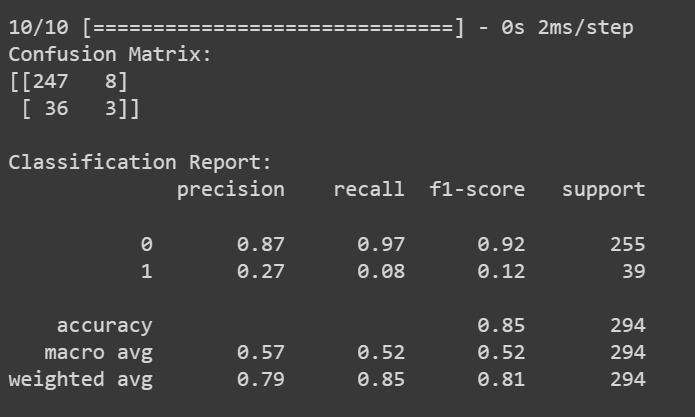 10/10 [==============================] - 0s 2ms/step
Confusion Matrix:
[[247   8]
 [ 36   3]]
Classification Report:
              precision    recall  f1-score   support
           0       0.87      0.97      0.92       255
           1       0.27      0.08      0.12        39
    accuracy                           0.85       294
   macro avg       0.57      0.52      0.52       294
weighted avg       0.79      0.85      0.81       294